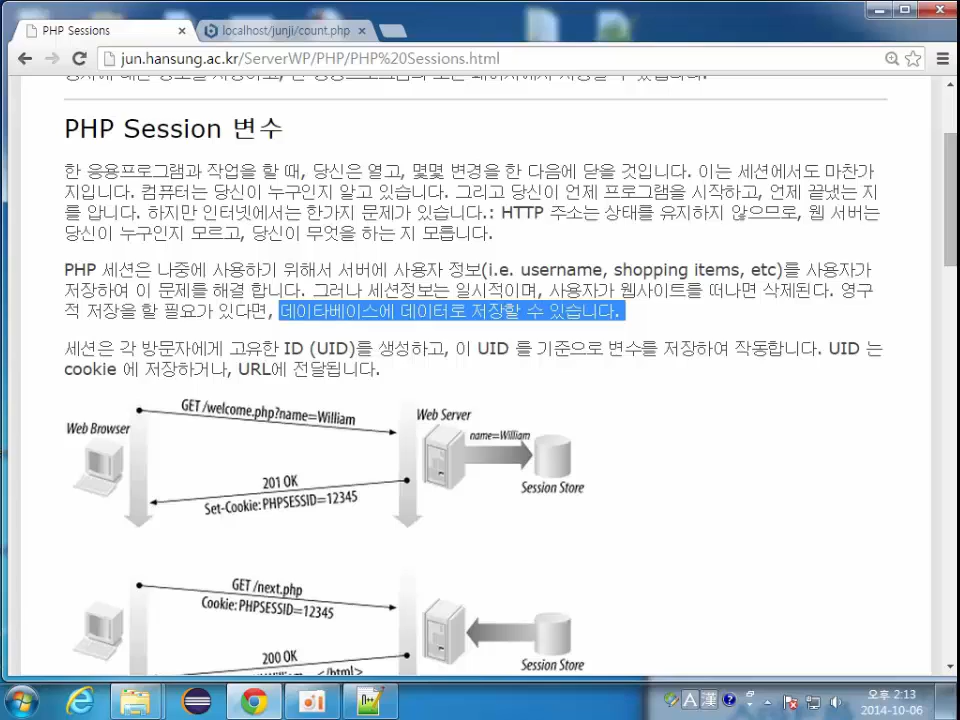 PHP Sessions
localhost/junji/count.php
jun.hansung.ac.kr/ServerWP/PHP/PHP%20Sessions.html
PHP Session 변수
한 응용프로그램과 작업을 할 때, 당신은 열고, 몇몇 변경을 한 다음에 닫을 것입니다. 이는 세션에서도 마찬가
지입니다. 컴퓨터는 당신이 누구인지 알고 있습니다. 그리고 당신이 언제 프로그램을 시작하고, 언제 끝냈는 지
를 압니다. 하지만 인터넷에서는 한가지 문제가 있습니다.: HTTP 주소는 상태를 유지하지 않으므로, 웹 서버는
당신이 누구인지 모르고, 당신이 무엇을 하는 지 모릅니다.
PHP 세션은 나중에 사용하기 위해서 서버에 사용자 정보(i.e. username, shopping items, etc)를 사용자가
저장하여 이 문제를 해결 합니다. 그러나 세션정보는 일시적이며, 사용자가 웹사이트를 떠나면 삭제된다. 영구
적 저장을 할 필요가 있다면, 데이타베이스에 데이터로 저장할 수 있습니다.
세션은 각 방문자에게 고유한 ID (UID)를 생성하고, 이 UID 를 기준으로 변수를 저장하여 작동합니다. UID 는
cookie 에 저장하거나, URL에 전달됩니다.
GET /welcome.php?name=William
Web Server
Web Browser
name=William
201 OK
Session Store
Set-Cookie: PHPSESSID=12345
GET /next.php
Cookie: PHPSESSID=12345
200 OK
Session Store
A 漢
오후 2:13
2014-10-06